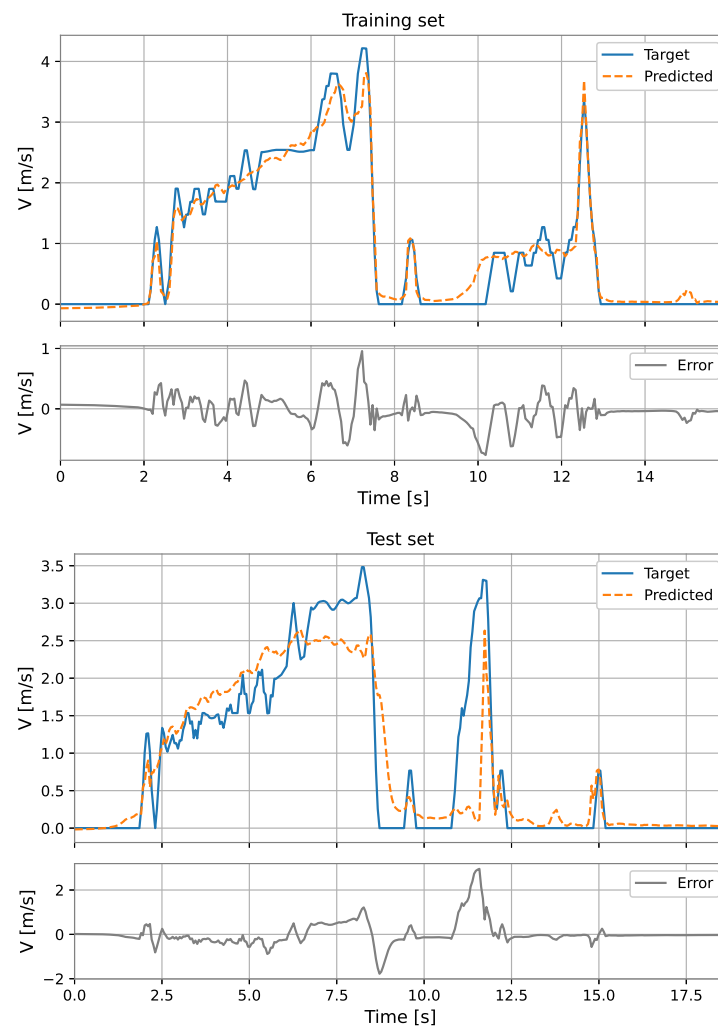 Training set
Target
Predicted
V [m/s]
4
3
2
1
0
Error
V [m/s]
1
0
0 2 4 6 8 10 12 14
Time [s]
Test set
Target
Predicted
V [m/s]
3.5
3.0
2.5
2.0
1.5
1.0
0.5
0.0
Error
V [m/s]
2
0
−2
0.0 2.5 5.0 7.5 10.0 12.5 15.0 17.5
Time [s]